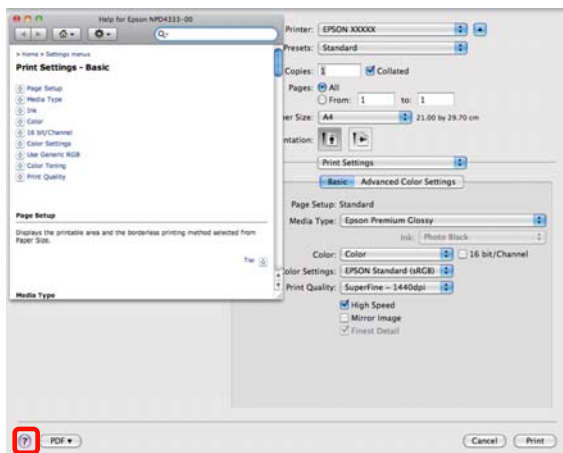 Help for Epson NPD4333-00
> Home > Settings menus
Print Settings - Basic
Page Setup
Media Type
Ink
Color
16 bit/Channel
Color Settings
Use Generic RGB
Color Toning
Print Quality
Page Setup
Displays the printable area and the borderless printing method selected from
Paper Size.
Top
Media Type
Printer: EPSON XXXXX
Presets: Standard
Copies: 1 Collated
Pages: All
From: 1 to: 1
er Size: A4 21.00 by 29.70 cm
ntation:
Print Settings
Basic Advanced Color Settings
Page Setup: Standard
Media Type: Epson Premium Glossy
Ink: Photo Black
Color: Color 16 bit/Channel
olor Settings: EPSON Standard (sRGB)
Print Quality: SuperFine - 1440dpi
High Speed
Mirror Image
Finest Detail
? PDF Cancel Print